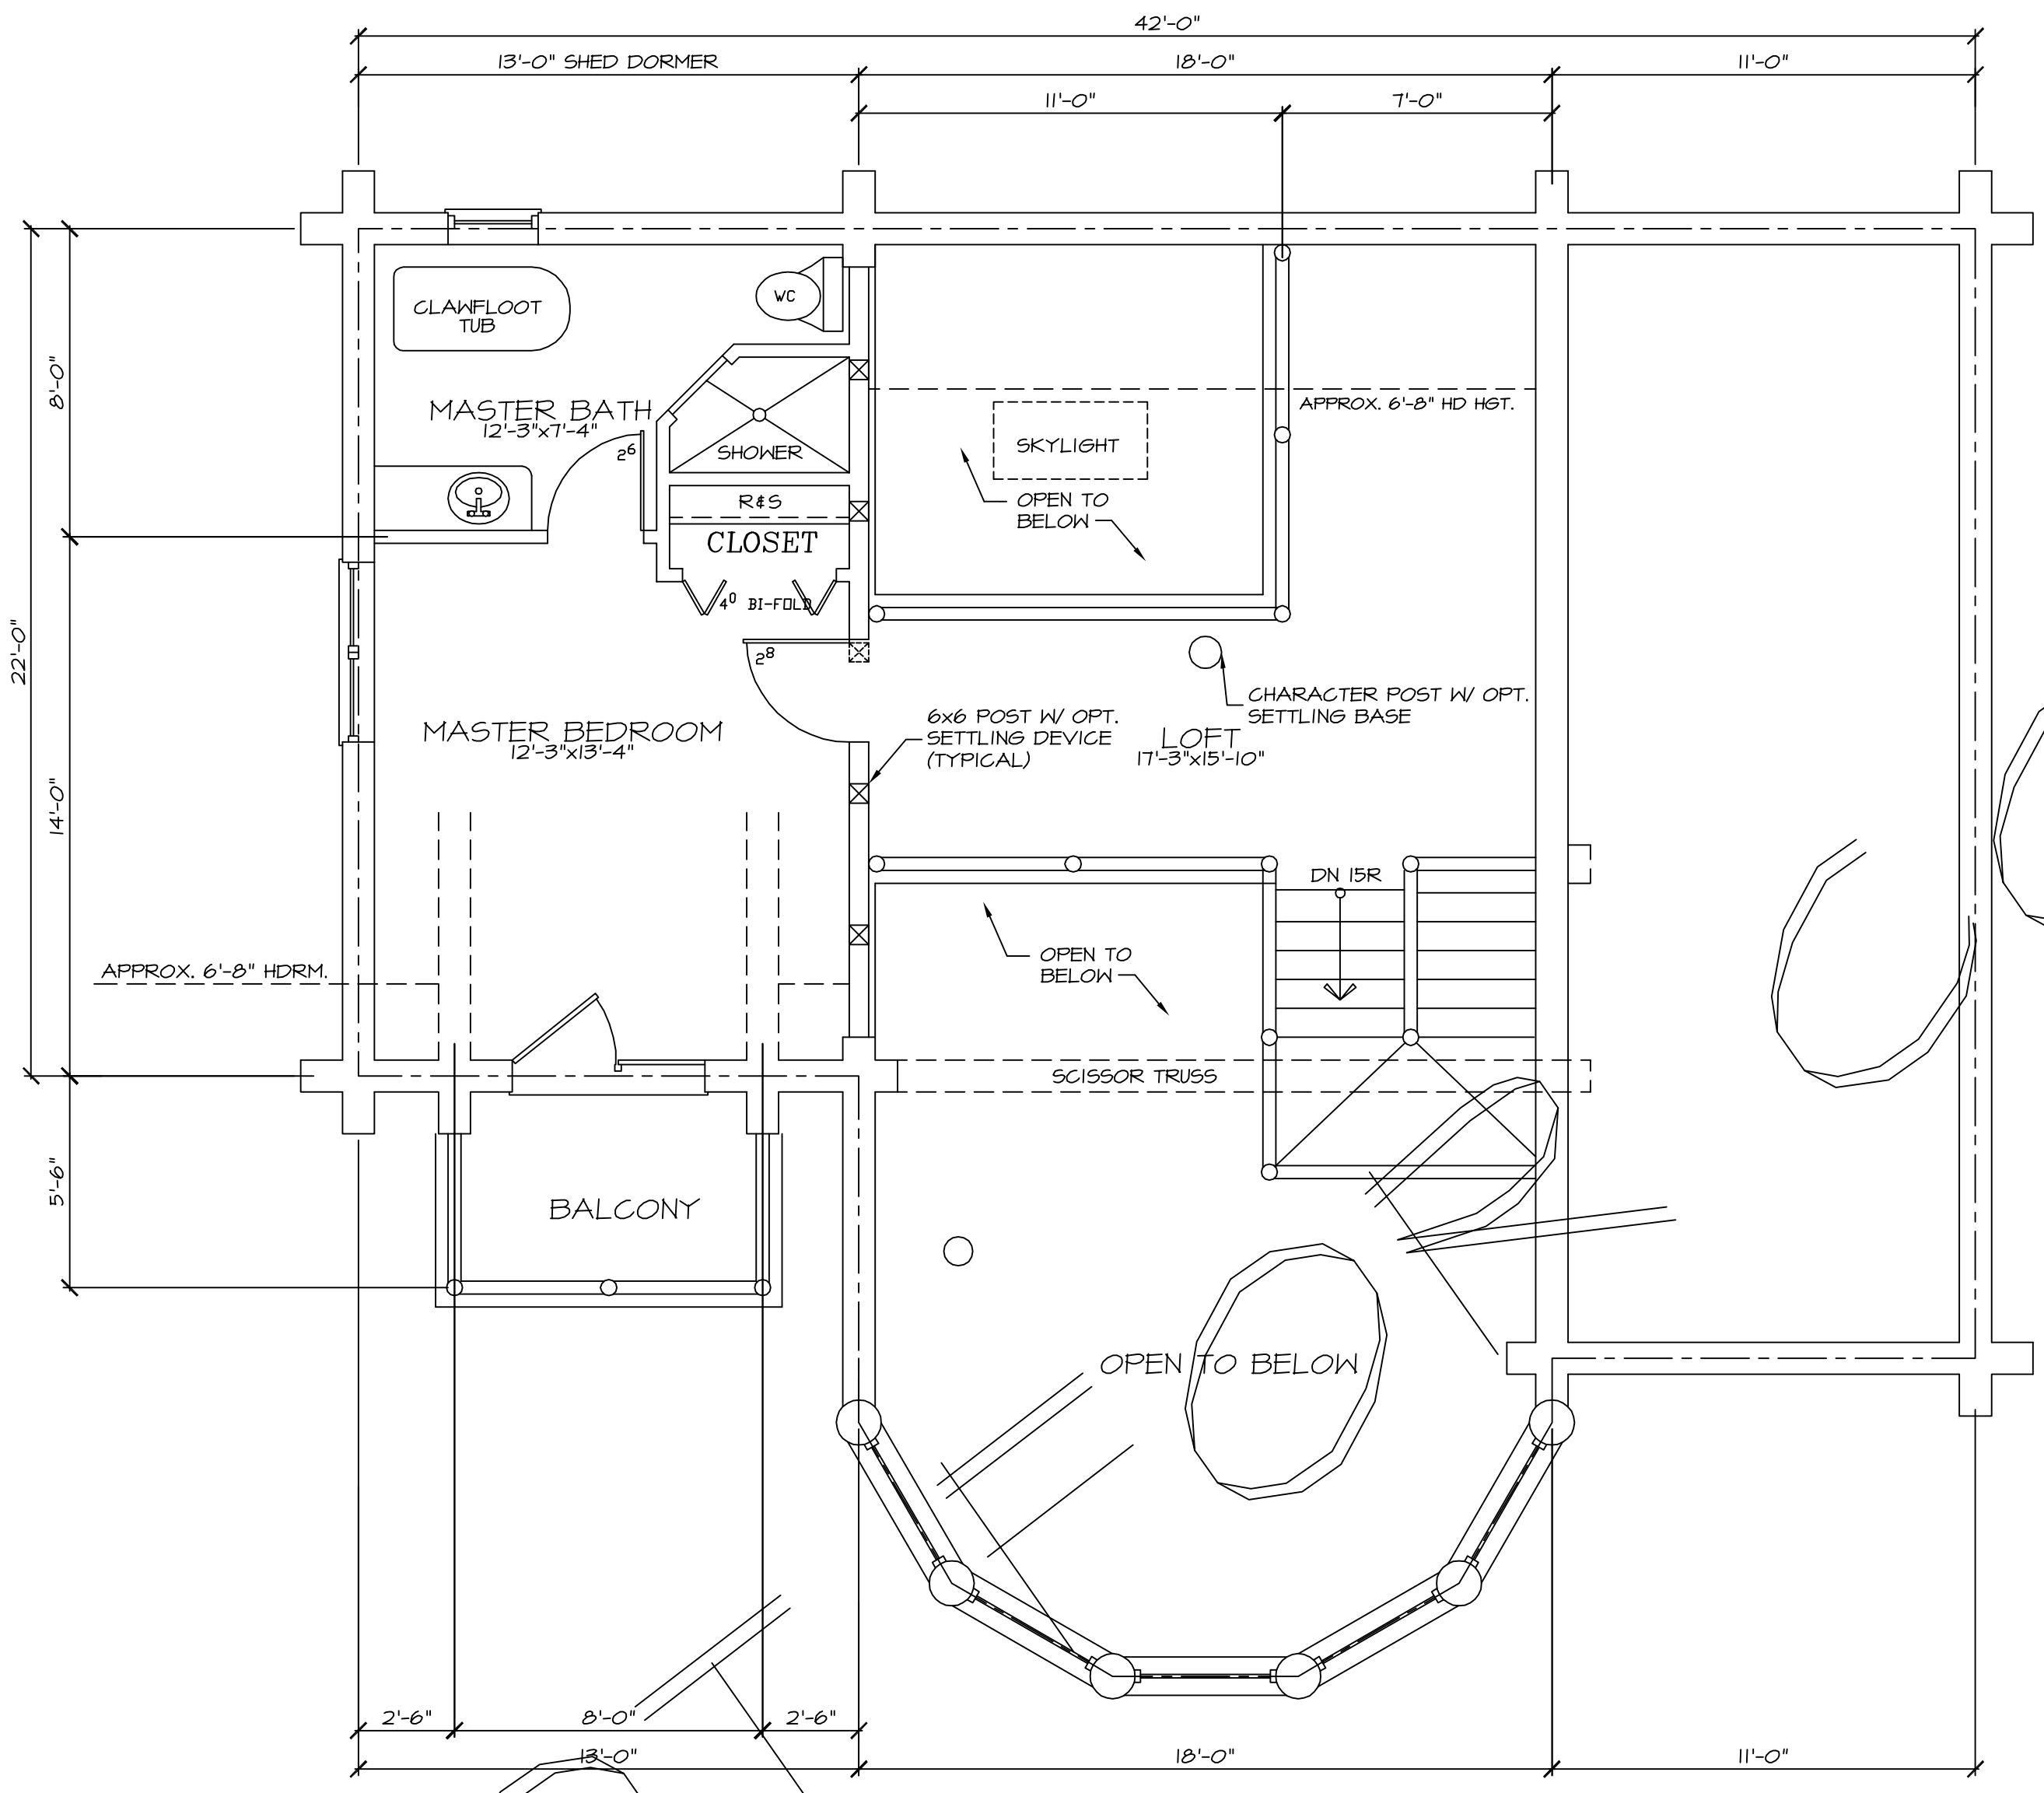 42'-0"
13'-0" SHED DORMER
18'-0"
11'-0"
11'-0"
7'-0"
CLAWFLOOT
TUB
WC
8'-0"
MASTER BATH
12'-3"x7'-4"
26
SHOWER
APPROX. 6'-8" HD HGT.
SKYLIGHT
OPEN TO
BELOW
R&S
CLOSET
40 BI-FOLD
28
22'-0"
CHARACTER POST W/ OPT.
SETTLING BASE
6x6 POST W/ OPT.
SETTLING DEVICE
(TYPICAL)
LOFT
17'-3"x15'-10"
MASTER BEDROOM
12'-3"x13'-4"
14'-0"
DN 15R
OPEN TO
BELOW
APPROX. 6'-8" HDRM.
SCISSOR TRUSS
5'-6"
BALCONY
OPEN TO BELOW
2'-6"
8'-0"
2'-6"
13'-0"
18'-0"
11'-0"